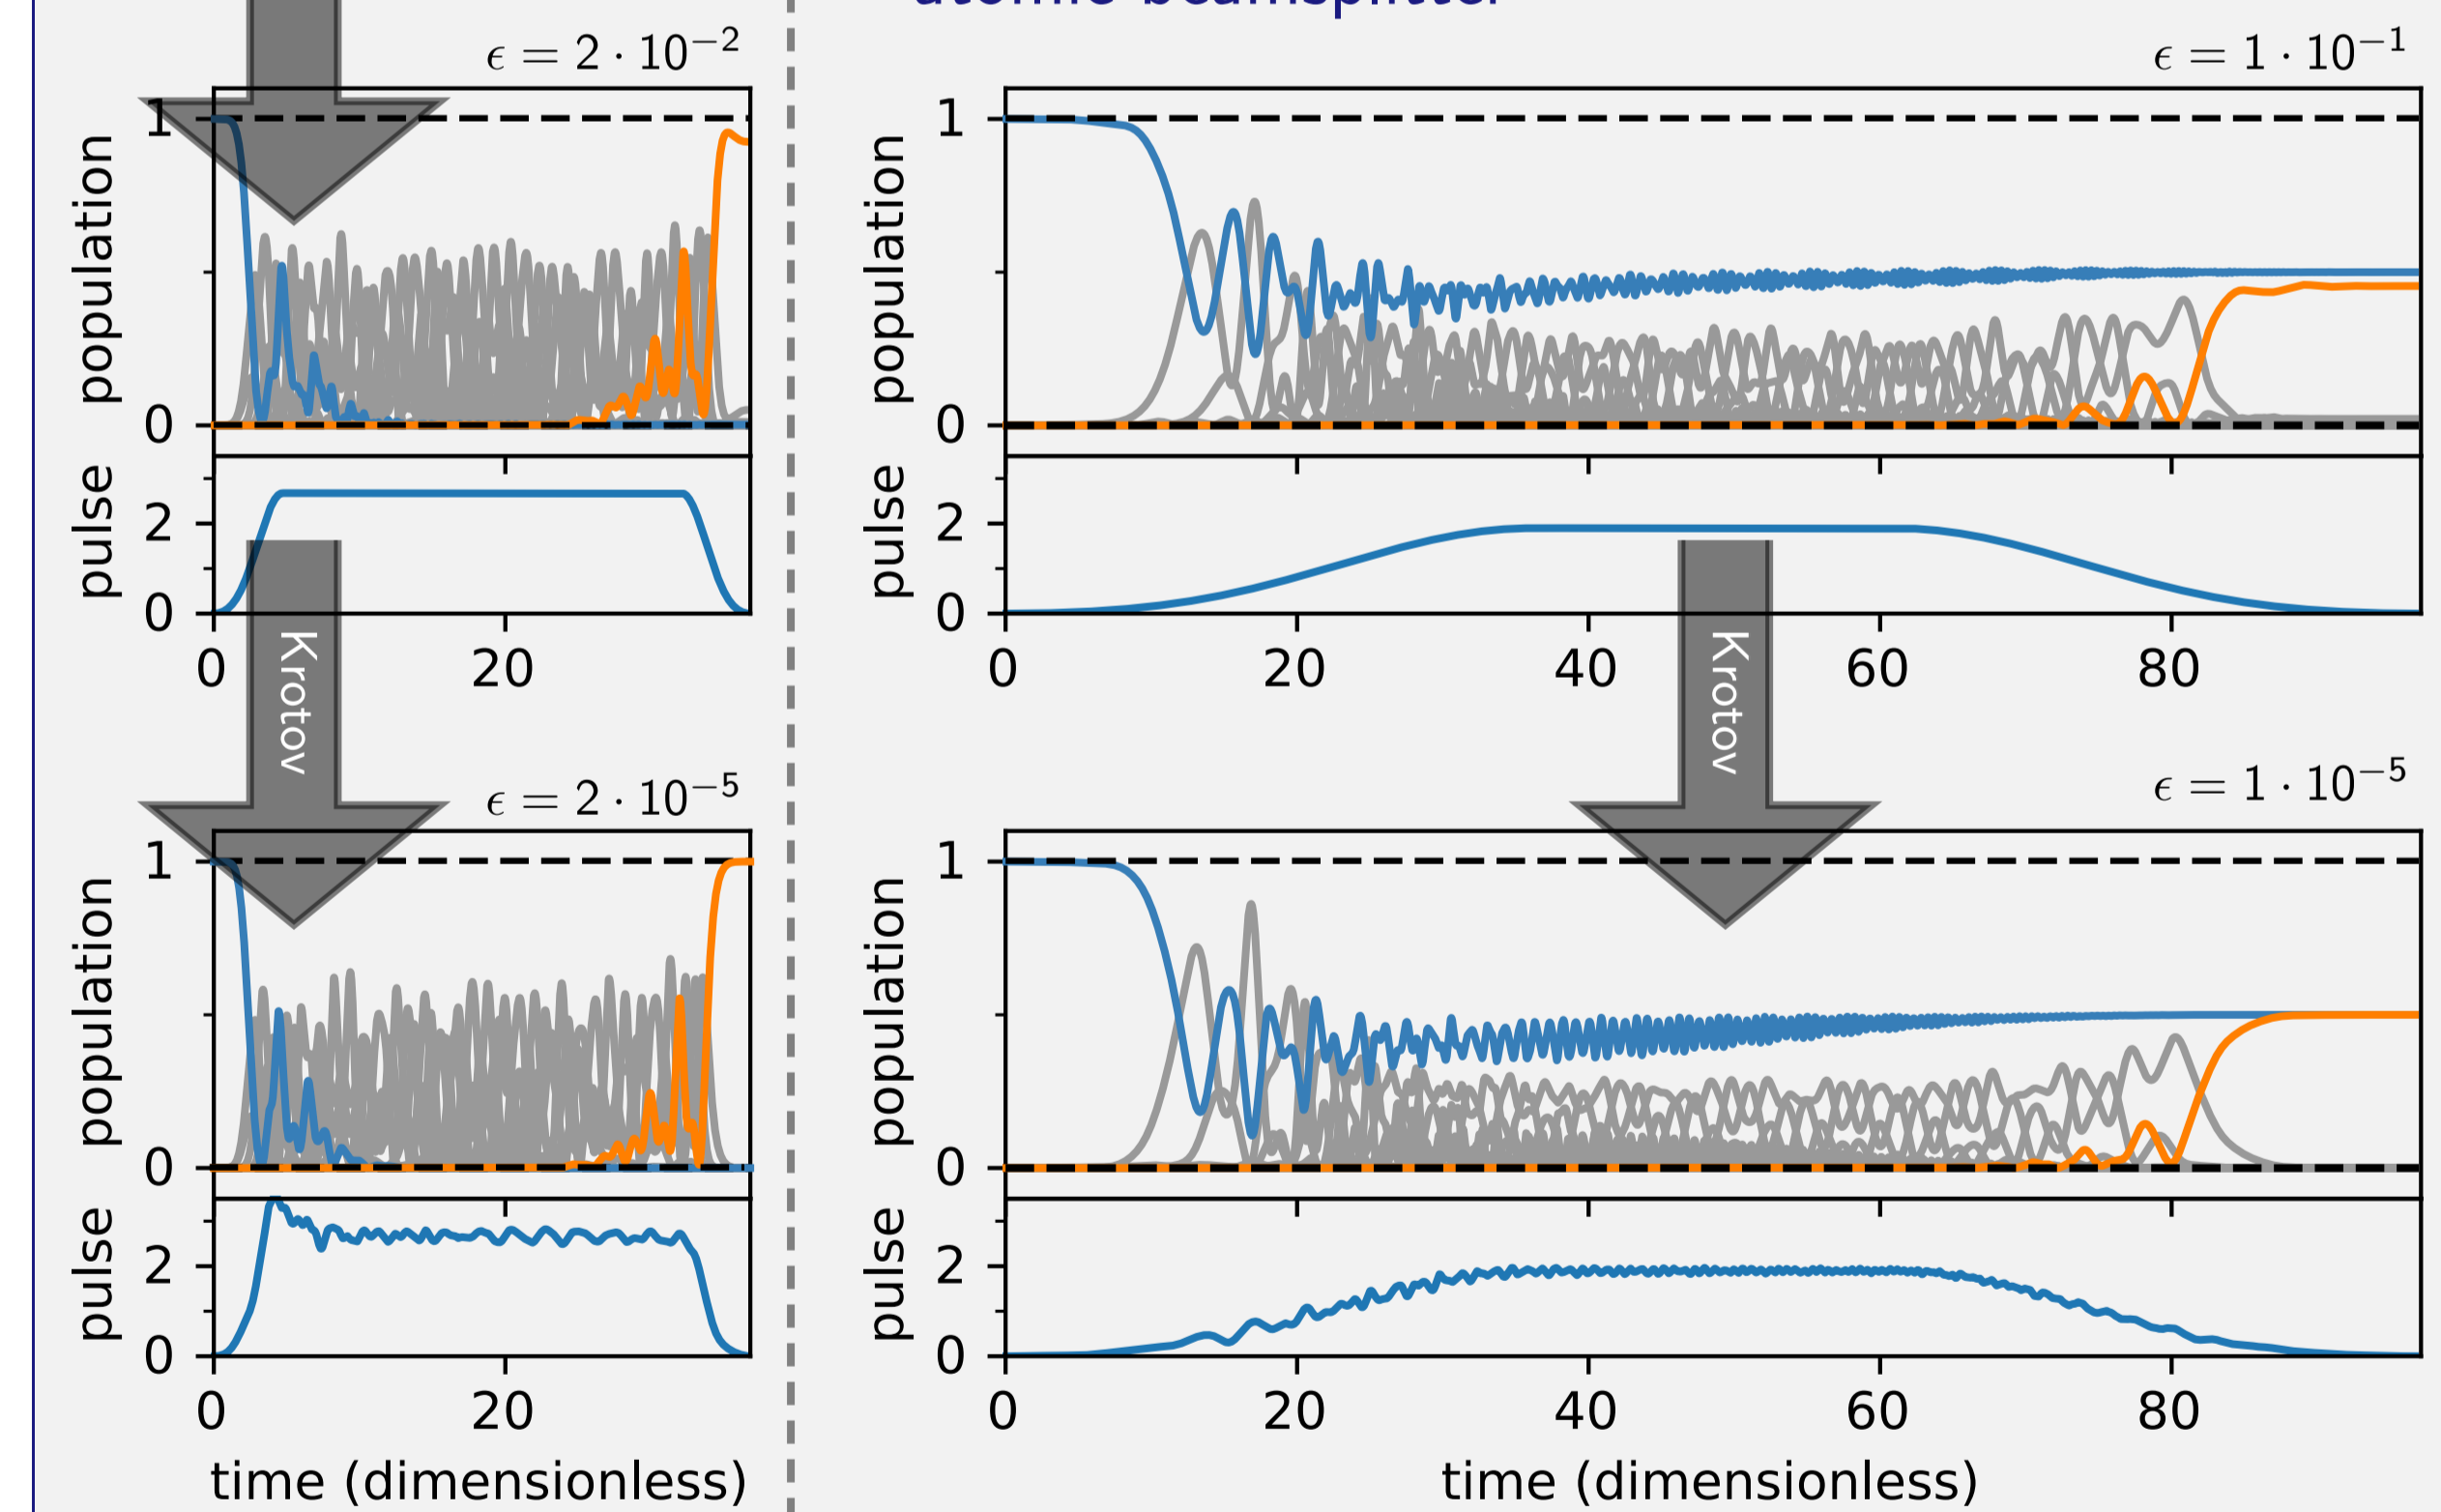 ϵ = 2 · 10−2
1
0
population
2
0
pulse
0 20
Krotov
ϵ = 2 · 10−5
1
0
population
2
0
pulse
0 20
time (dimensionless)
ϵ = 1 · 10−1
1
0
population
2
0
pulse
0 20 40 60 80
Krotov
ϵ = 1 · 10−5
1
0
population
2
0
pulse
0 20 40 60 80
time (dimensionless)